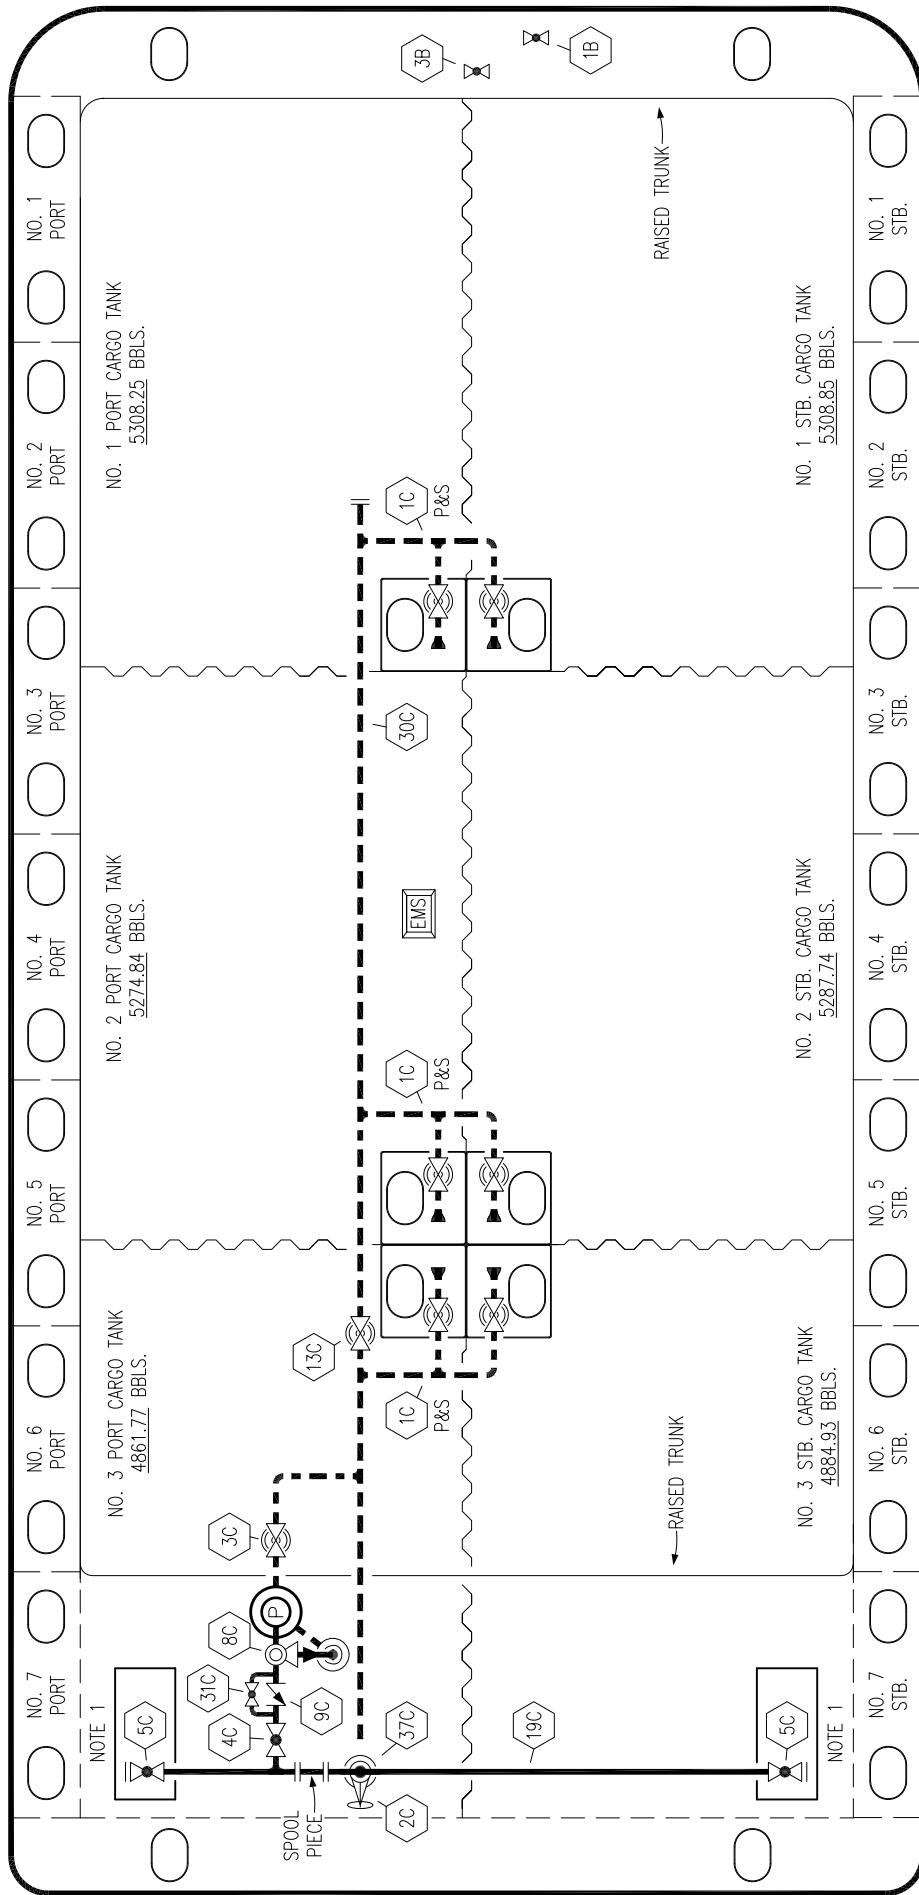 NO. 7
PORT
NO. 6
PORT
NO. 5
PORT
NO. 4
PORT
NO. 3
PORT
NO. 2
PORT
NO. 1
PORT
NOTE 1
NO. 3 PORT CARGO TANK
4861.77 BBLS.
NO. 2 PORT CARGO TANK
5274.84 BBLS.
NO. 1 PORT CARGO TANK
5308.25 BBLS.
5C
31C
8C
3C
4C
P
9C
SPOOL
PIECE
13C
37C
2C
1C
P&S
1C
P&S
EMS
30C
1C
P&S
3B
1B
19C
RAISED TRUNK
RAISED TRUNK
5C
NOTE 1
NO. 3 STB. CARGO TANK
4884.93 BBLS.
NO. 2 STB. CARGO TANK
5287.74 BBLS.
NO. 1 STB. CARGO TANK
5308.85 BBLS.
NO. 7
STB.
NO. 6
STB.
NO. 5
STB.
NO. 4
STB.
NO. 3
STB.
NO. 2
STB.
NO. 1
STB.